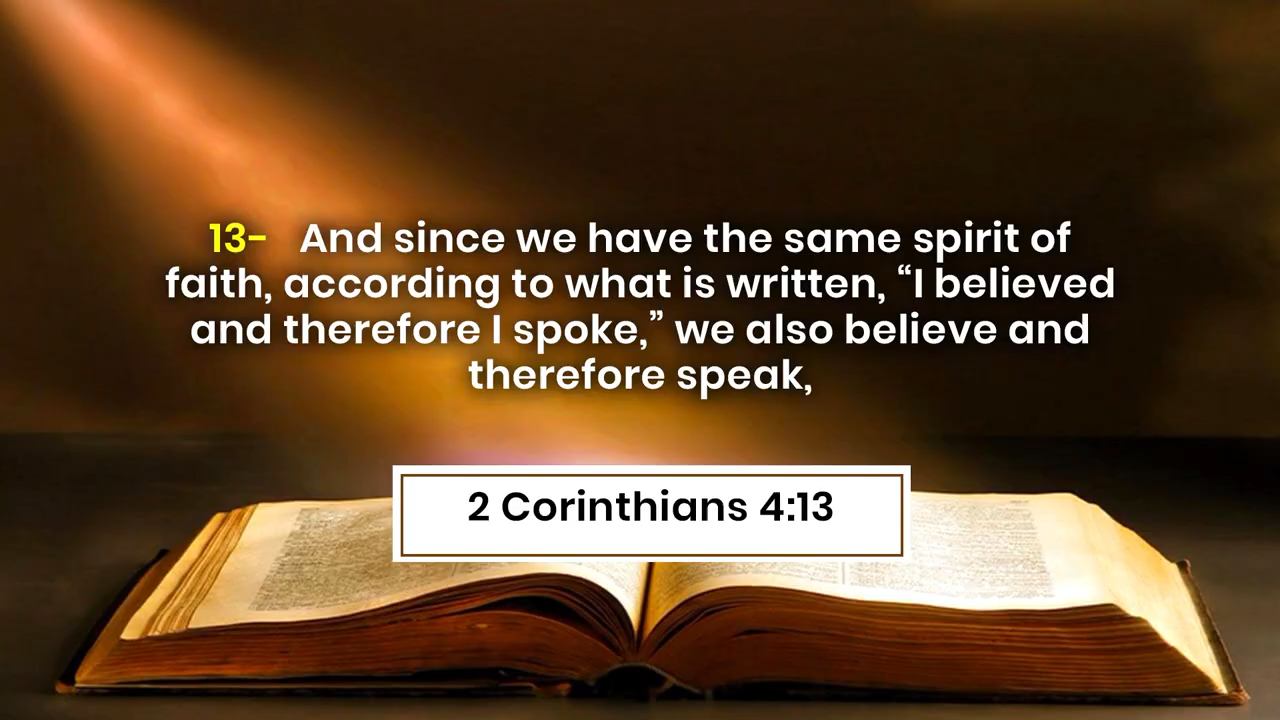 13- And since we have the same spirit of
faith, according to what is written, “I believed
and therefore I spoke,” we also believe and
therefore speak,
2 Corinthians 4:13